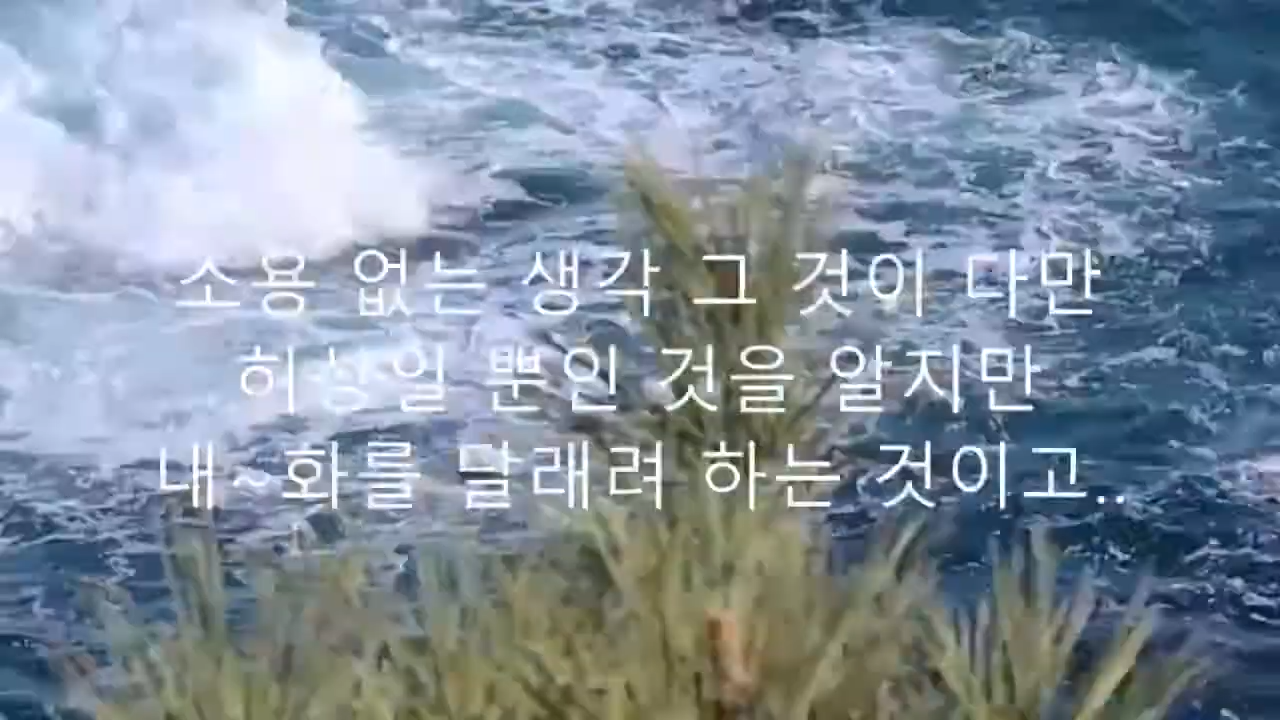 소용 없는 생각 그 것이 다만
허상일 뿐인 것을 알지만
내~화를 달래려 하는 것이고..